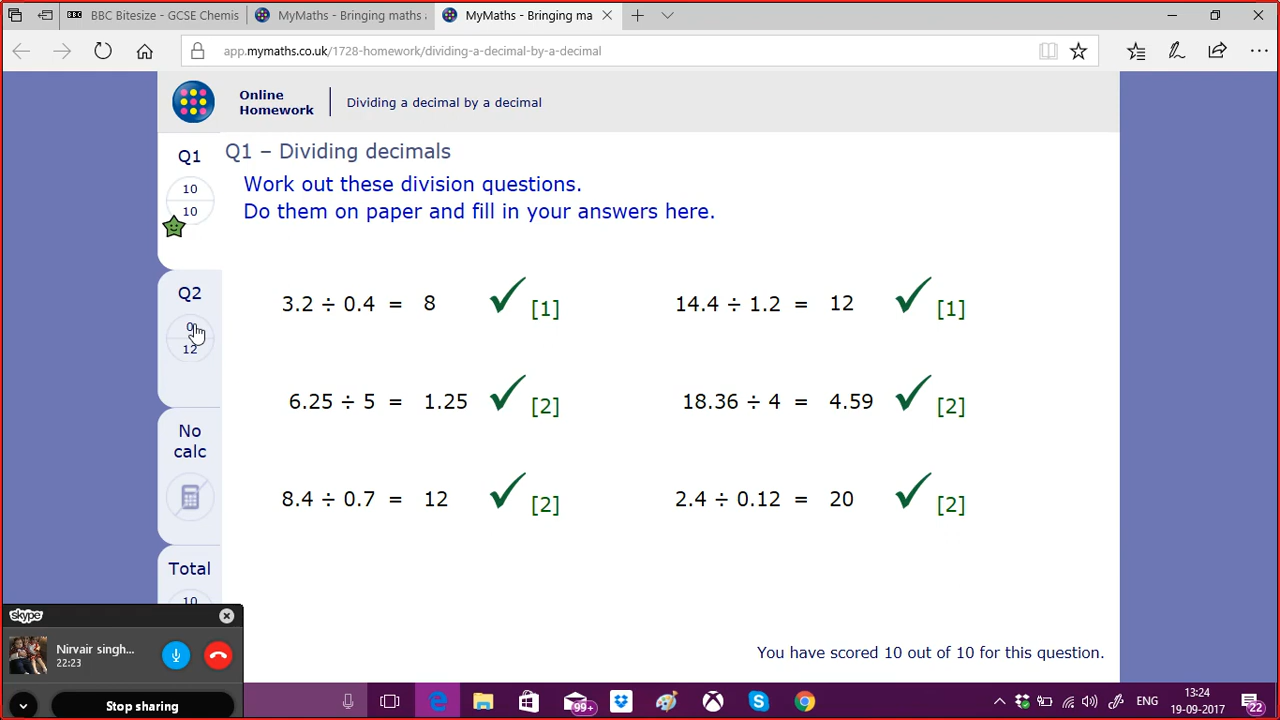 BBC BBC Bitesize - GCSE Chemis
MyMaths - Bringing maths a
MyMaths - Bringing ma
app.mymaths.co.uk/1728-homework/dividing-a-decimal-by-a-decimal
Online
Homework
Dividing a decimal by a decimal
Q1
10
10
Q1 – Dividing decimals
Work out these division questions.
Do them on paper and fill in your answers here.
Q2
0
12
3.2 ÷ 0.4 = 8 [1]
14.4 ÷ 1.2 = 12 [1]
6.25 ÷ 5 = 1.25 [2]
18.36 ÷ 4 = 4.59 [2]
8.4 ÷ 0.7 = 12 [2]
2.4 ÷ 0.12 = 20 [2]
No
calc
Total
10
You have scored 10 out of 10 for this question.
skype
Nirvair singh...
22:23
Stop sharing
99+
ENG
13:24
19-09-2017
22